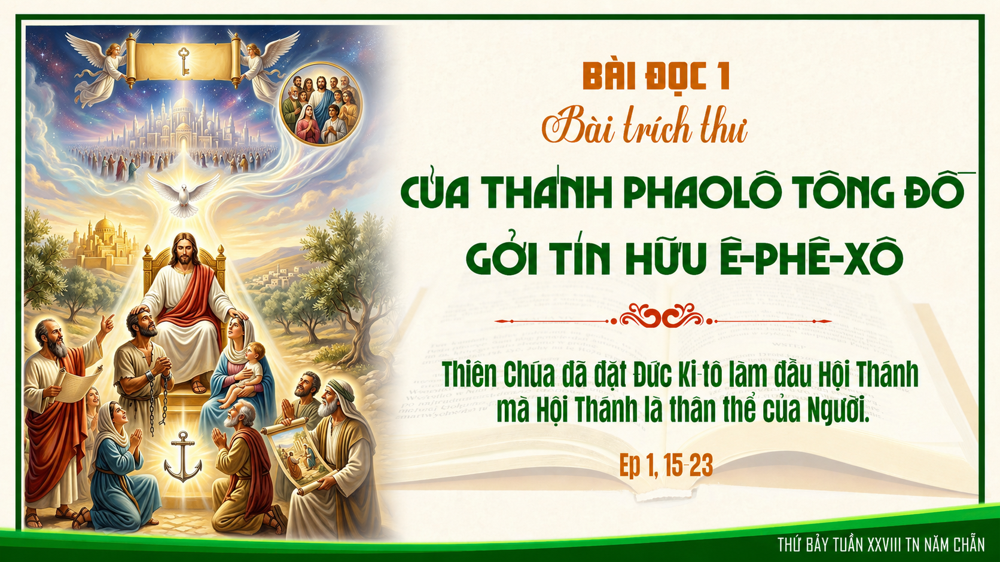 BÀI ĐỌC 1
Bài trích thư
CỦA THÁNH PHAOLÔ TÔNG ĐỒ
GỞI TÍN HỮU Ê-PHÊ-XÔ
Thiên Chúa đã đặt Đức Ki-tô làm đầu Hội Thánh
mà Hội Thánh là thân thể của Người.
Ep 1, 15-23
THỨ BẢY TUẦN XXVIII TN NĂM CHẴN